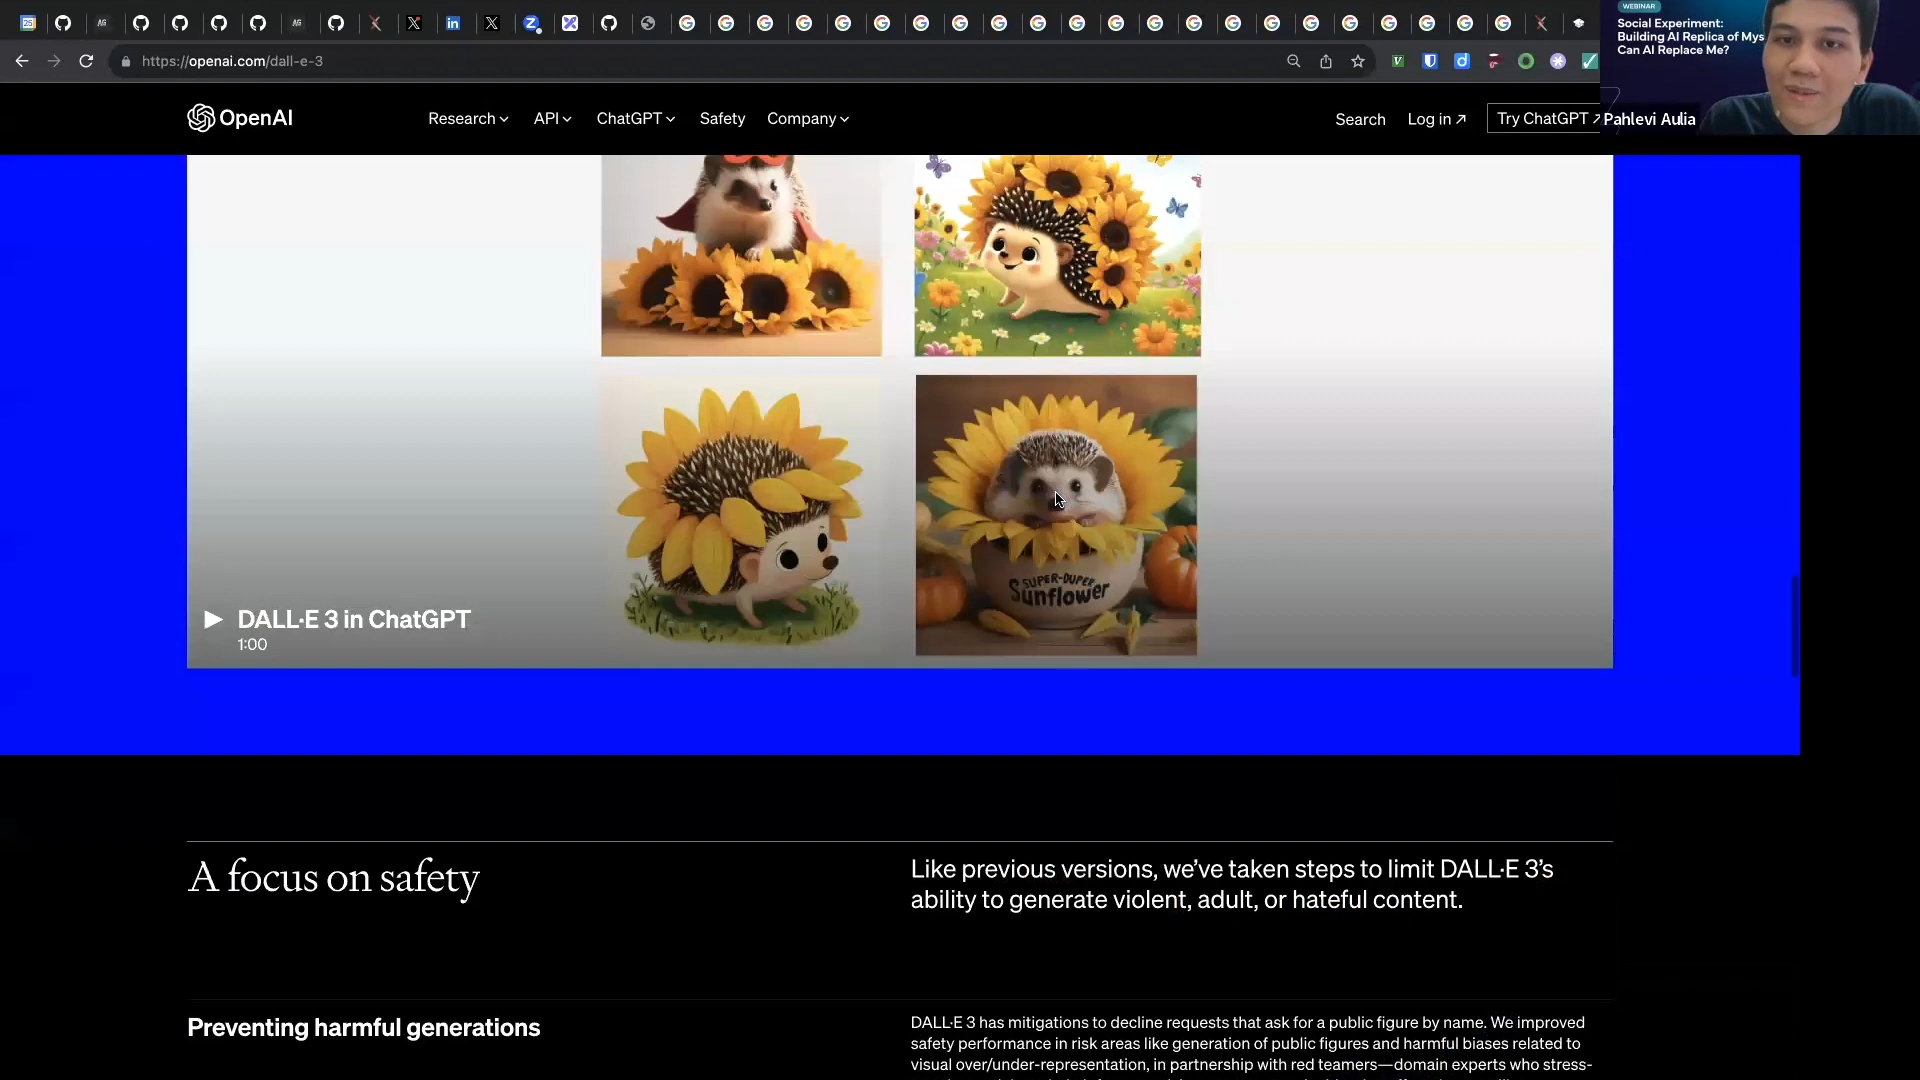 WEBINAR
Social Experiment:
Building AI Replica of Mys
Can AI Replace Me?
Pahlevi Aulia
https://openai.com/dall-e-3
OpenAI
Research
API
ChatGPT
Safety
Company
Search
Log in ↗
Try ChatGPT ↗
SUPER-DUPER
Sunflower
DALL·E 3 in ChatGPT
1:00
A focus on safety
Like previous versions, we’ve taken steps to limit DALL·E 3’s
ability to generate violent, adult, or hateful content.
Preventing harmful generations
DALL·E 3 has mitigations to decline requests that ask for a public figure by name. We improved
safety performance in risk areas like generation of public figures and harmful biases related to
visual over/under-representation, in partnership with red teamers—domain experts who stress-